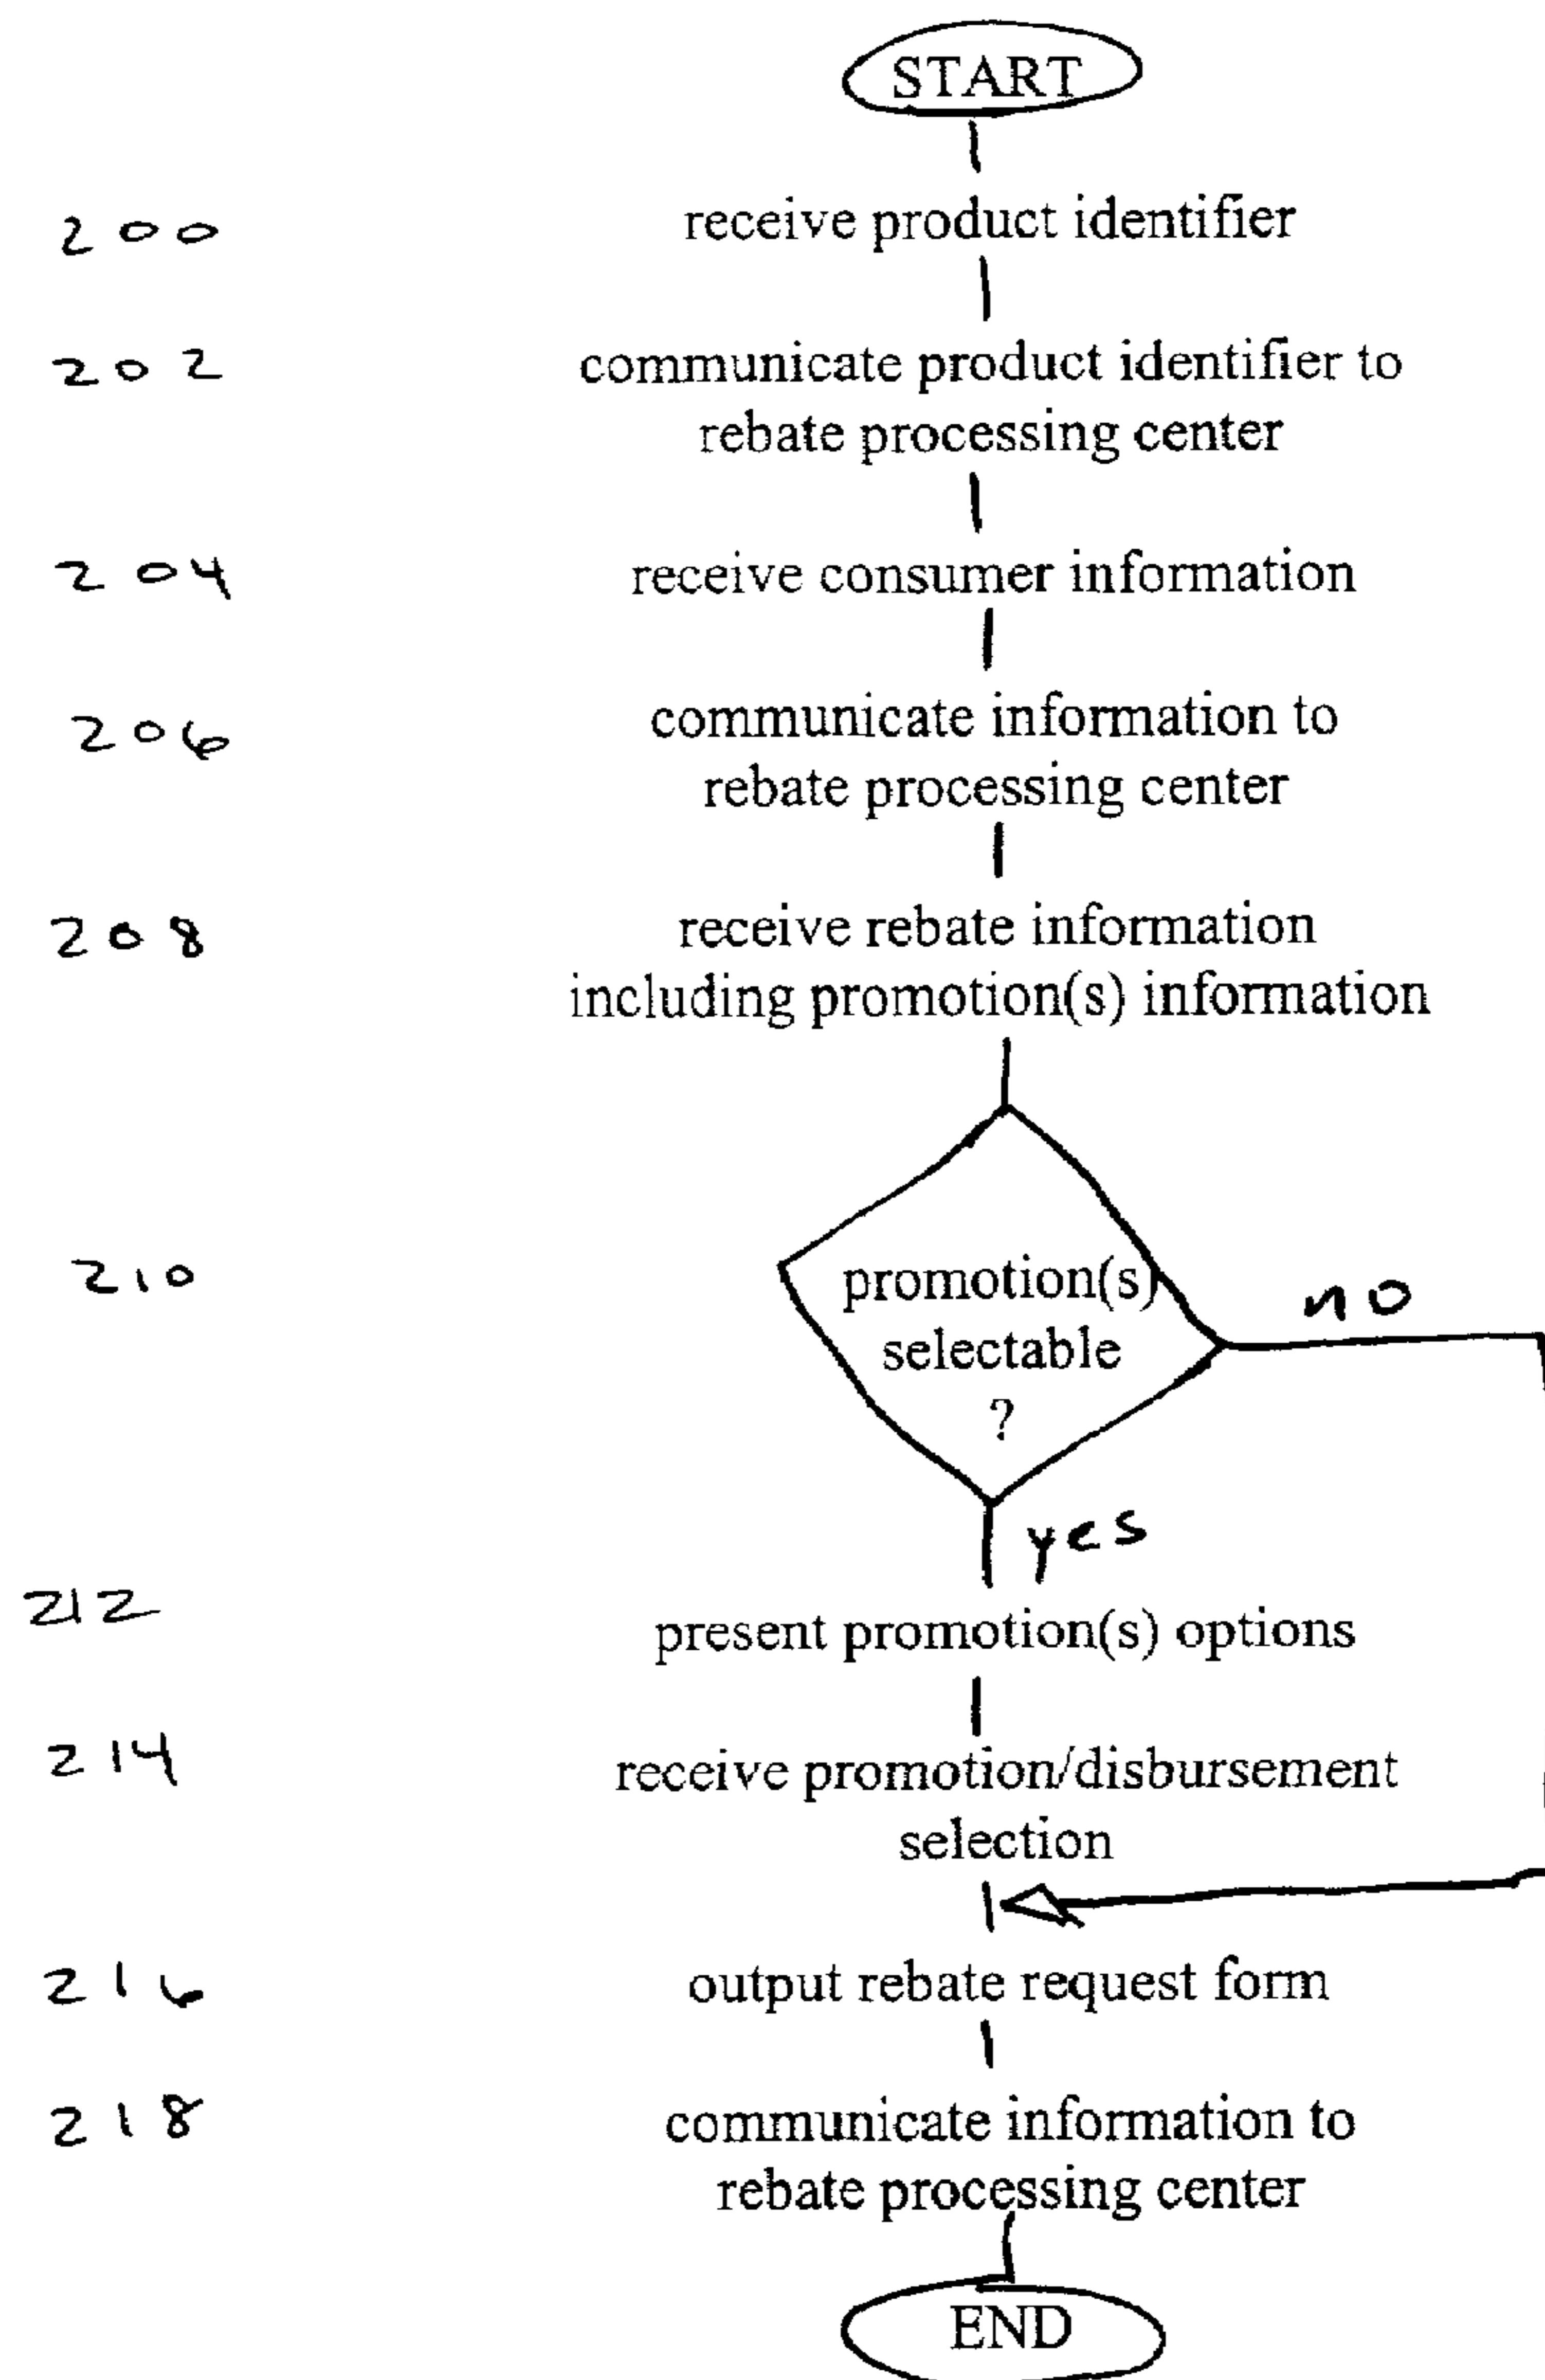 START
200 receive product identifier
202 communicate product identifier to
rebate processing center
204 receive consumer information
206 communicate information to
rebate processing center
208 receive rebate information
including promotion(s) information
210 promotion(s)
selectable
?
no
yes
212 present promotion(s) options
214 receive promotion/disbursement
selection
216 output rebate request form
218 communicate information to
rebate processing center
END